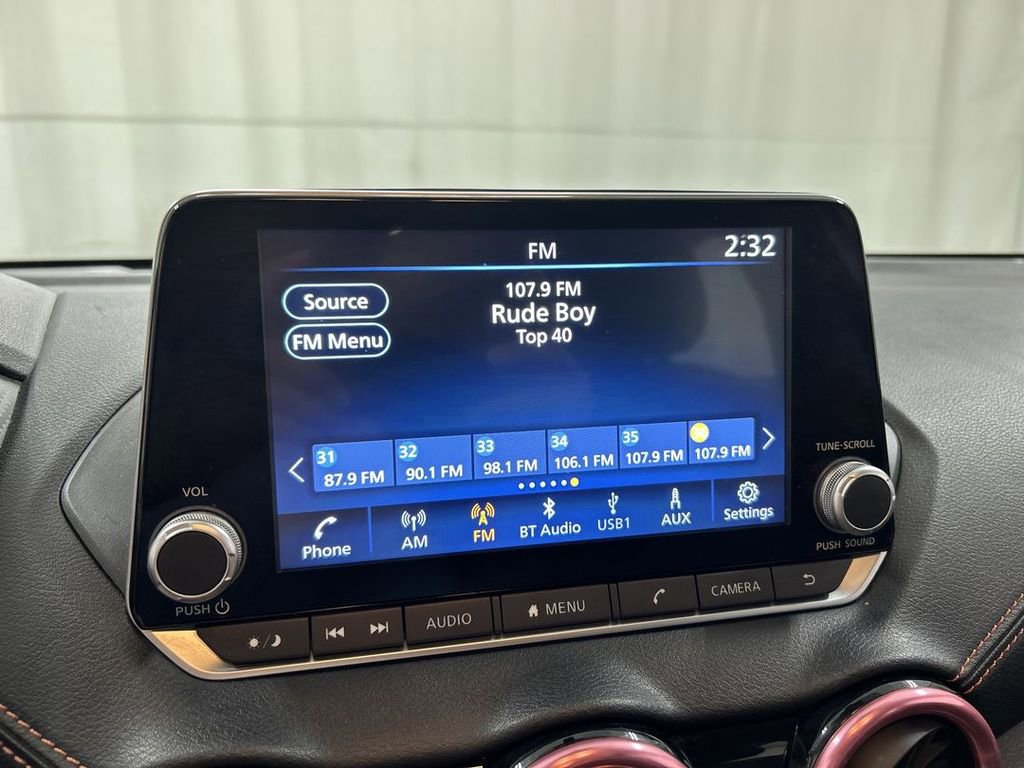 FM
2:32
Source
FM Menu
107.9 FM
Rude Boy
Top 40
31 32 33 34 35
87.9 FM 90.1 FM 98.1 FM 106.1 FM 107.9 FM 107.9 FM
Phone AM FM BT Audio USB1 AUX Settings
VOL
PUSH
TUNE·SCROLL
PUSH SOUND
AUDIO MENU CAMERA